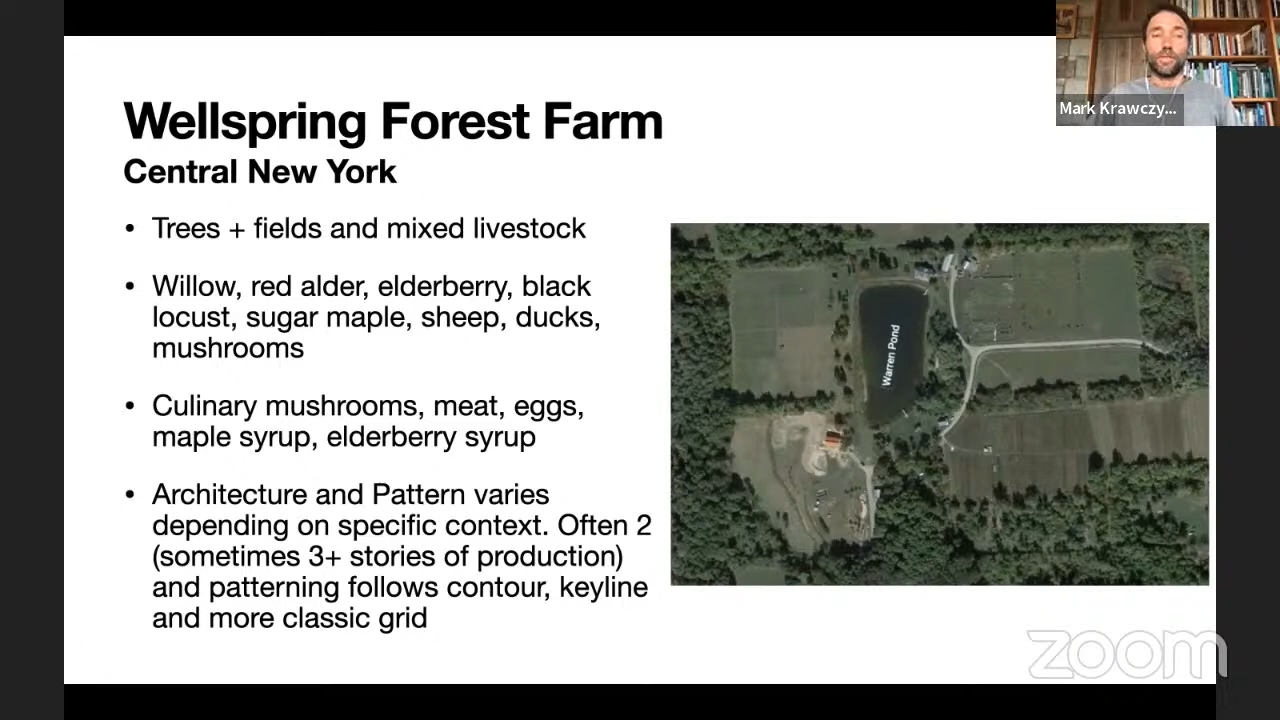 Mark Krawczy...
Wellspring Forest Farm
Central New York
• Trees + fields and mixed livestock
• Willow, red alder, elderberry, black
locust, sugar maple, sheep, ducks,
mushrooms
• Culinary mushrooms, meat, eggs,
maple syrup, elderberry syrup
• Architecture and Pattern varies
depending on specific context. Often 2
(sometimes 3+ stories of production)
and patterning follows contour, keyline
and more classic grid
Warren Pond
zoom